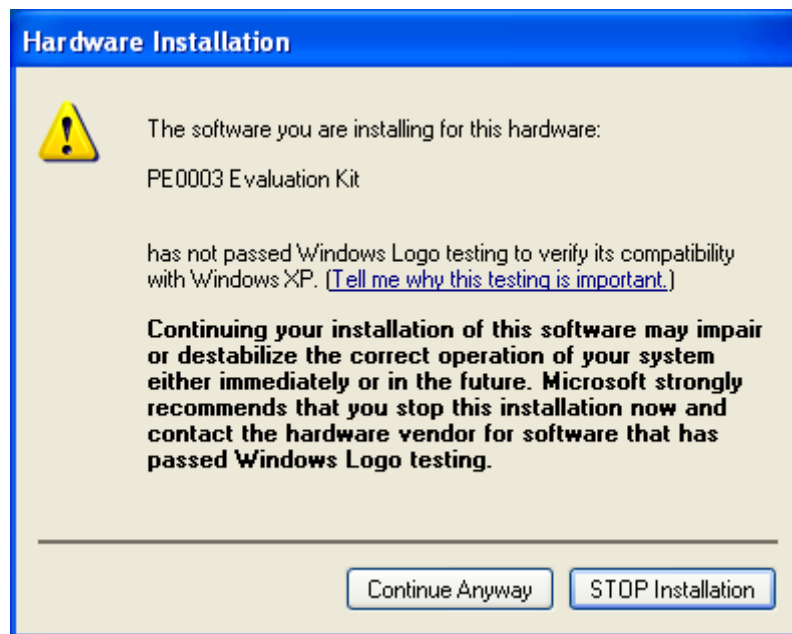 Hardware Installation
The software you are installing for this hardware:
PE0003 Evaluation Kit
has not passed Windows Logo testing to verify its compatibility
with Windows XP. (Tell me why this testing is important.)
Continuing your installation of this software may impair
or destabilize the correct operation of your system
either immediately or in the future. Microsoft strongly
recommends that you stop this installation now and
contact the hardware vendor for software that has
passed Windows Logo testing.
Continue Anyway
STOP Installation